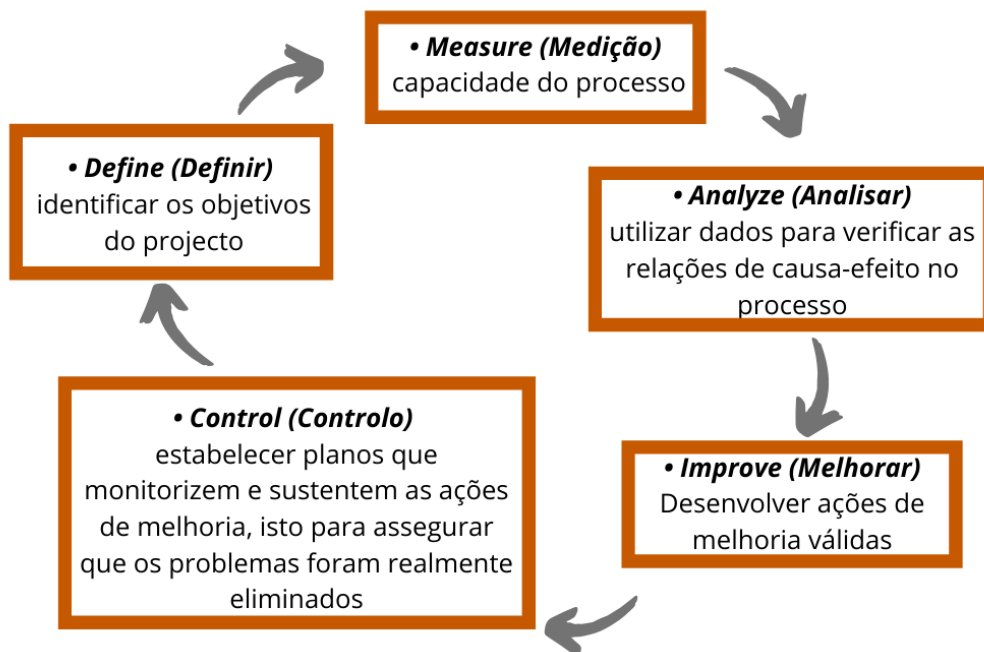 • Measure (Medição)
capacidade do processo
• Define (Definir)
identificar os objetivos
do projecto
• Analyze (Analisar)
utilizar dados para verificar as
relações de causa-efeito no
processo
• Control (Controlo)
estabelecer planos que
monitorizem e sustentem as ações
de melhoria, isto para assegurar
que os problemas foram realmente
eliminados
• Improve (Melhorar)
Desenvolver ações de
melhoria válidas